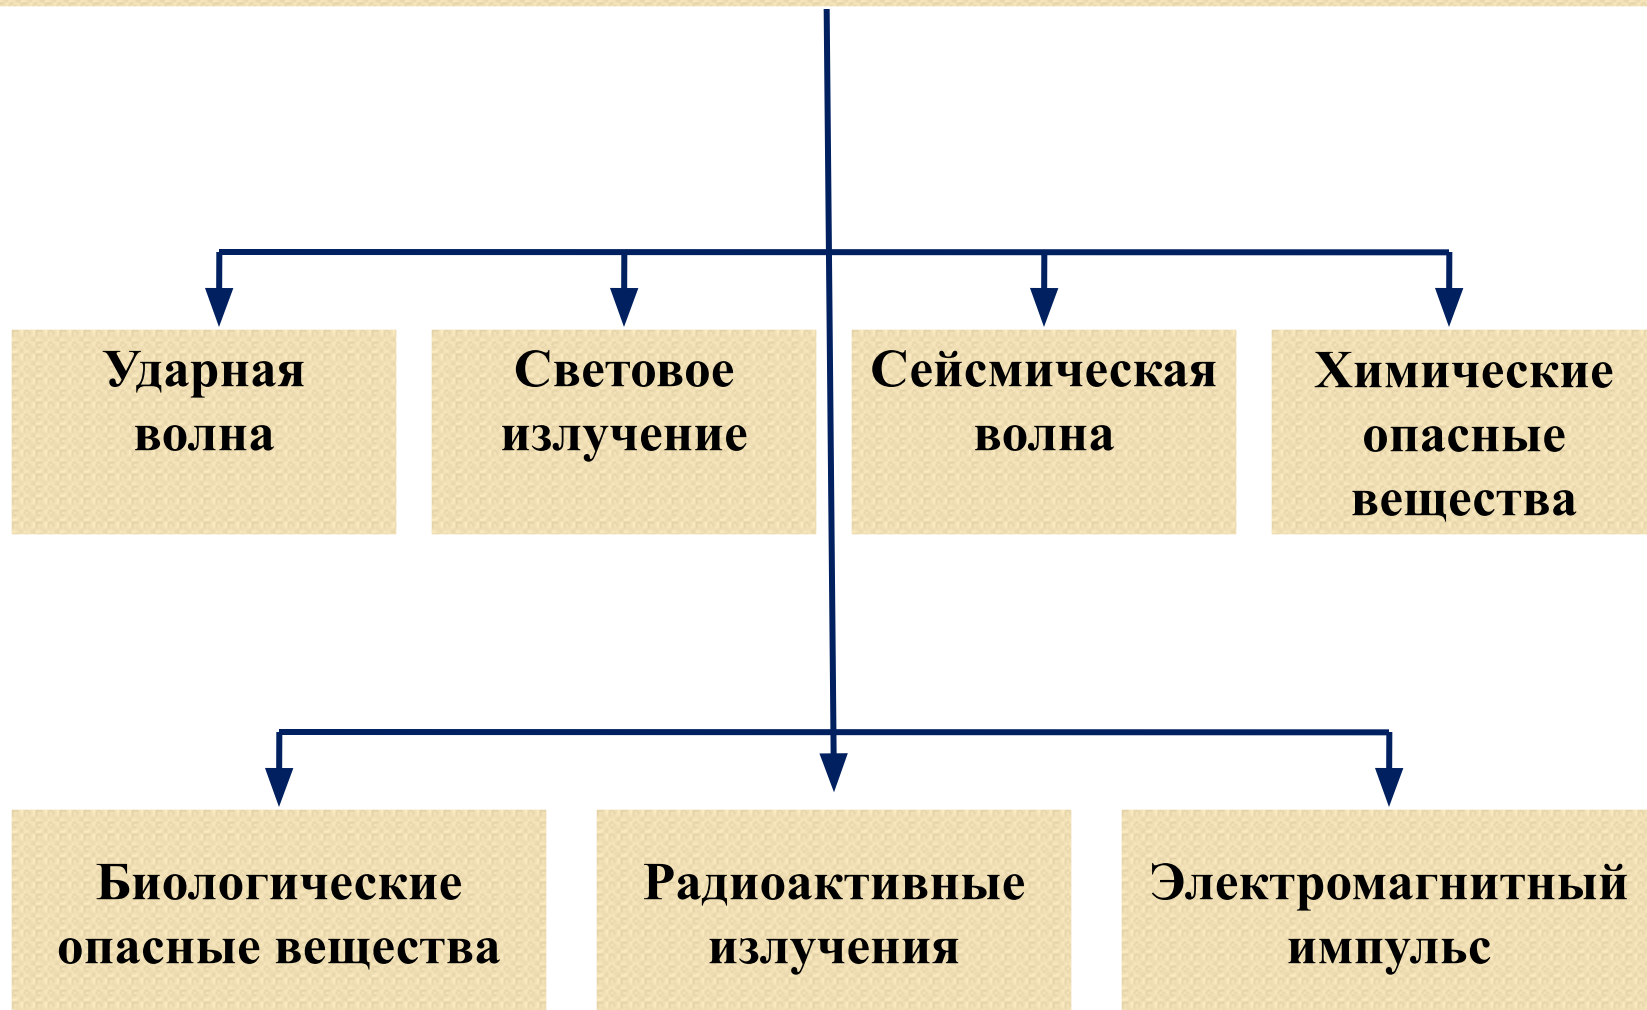 Ударная
волна
Световое
излучение
Сейсмическая
волна
Химические
опасные
вещества
Биологические
опасные вещества
Радиоактивные
излучения
Электромагнитный
импульс